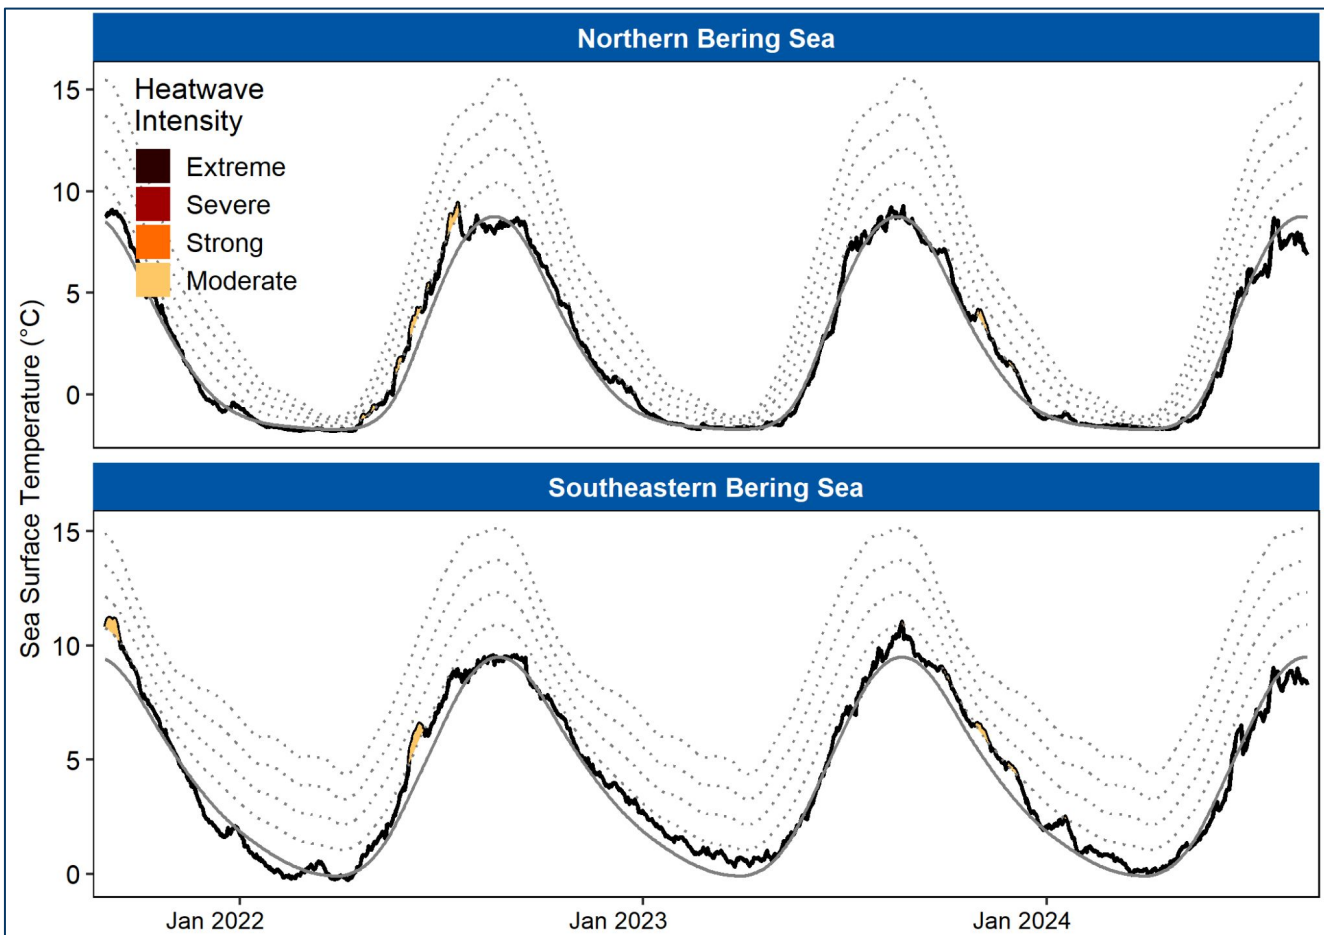 Northern Bering Sea
Heatwave
Intensity
Extreme
Severe
Strong
Moderate
15
10
5
0
Sea Surface Temperature (°C)
Southeastern Bering Sea
15
10
5
0
Jan 2022
Jan 2023
Jan 2024